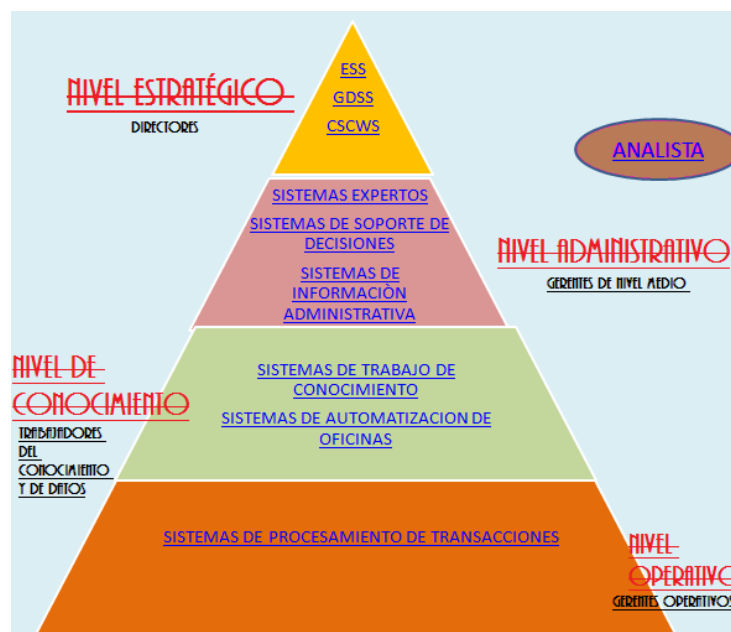 NIVEL ESTRATÉGICO
DIRECTORES
ESS
GDSS
CSCWS
ANALISTA
SISTEMAS EXPERTOS
SISTEMAS DE SOPORTE DE
DECISIONES
SISTEMAS DE
INFORMACIÒN
ADMINISTRATIVA
NIVEL ADMINISTRATIVO
GERENTES DE NIVEL MEDIO
NIVEL DE
CONOCIMIENTO
TRABAJADORES
DEL
CONOCIMIENTO
Y DE DATOS
SISTEMAS DE TRABAJO DE
CONOCIMIENTO
SISTEMAS DE AUTOMATIZACION DE
OFICINAS
SISTEMAS DE PROCESAMIENTO DE TRANSACCIONES
NIVEL
OPERATIVO
GERENTES OPERATIVOS